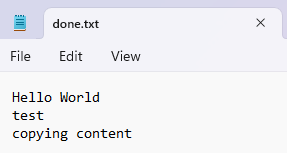 done.txt
File Edit View
Hello World
test
copying content